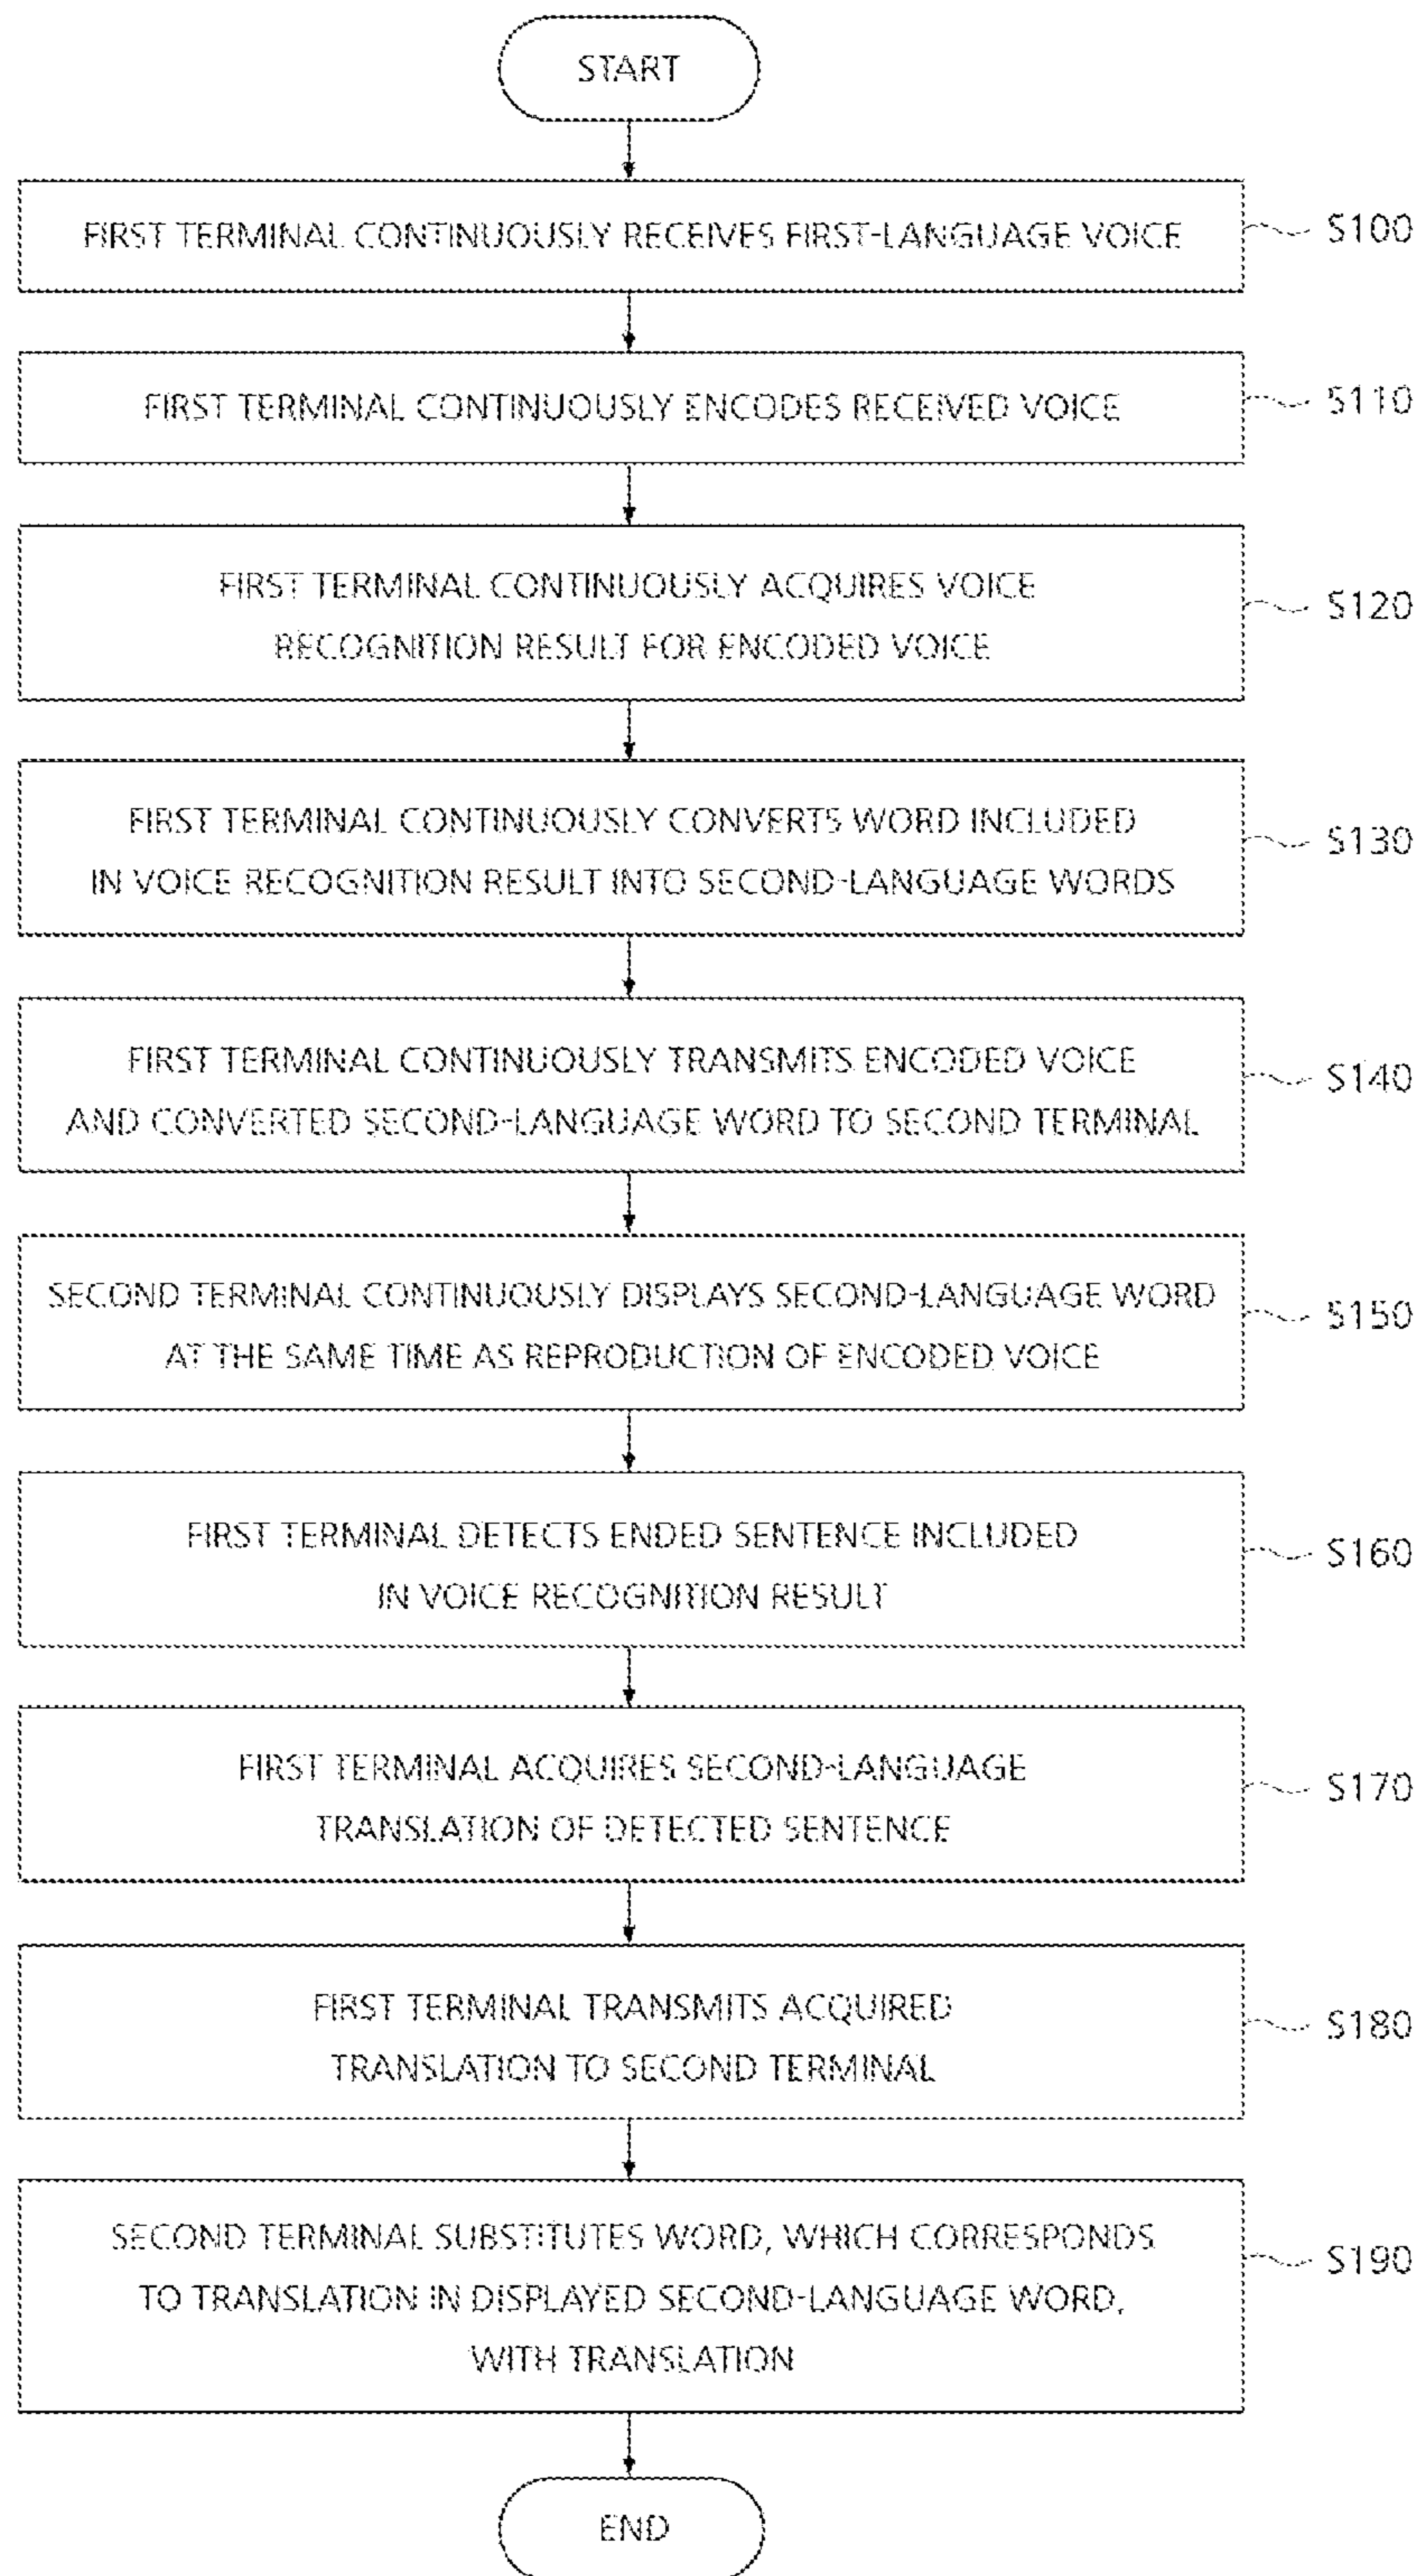 START
FIRST TERMINAL CONTINUOUSLY RECEIVES FIRST-LANGUAGE VOICE
S100
FIRST TERMINAL CONTINUOUSLY ENCODES RECEIVED VOICE
S110
FIRST TERMINAL CONTINUOUSLY ACQUIRES VOICE
RECOGNITION RESULT FOR ENCODED VOICE
S120
FIRST TERMINAL CONTINUOUSLY CONVERTS WORD INCLUDED
IN VOICE RECOGNITION RESULT INTO SECOND-LANGUAGE WORDS
S130
FIRST TERMINAL CONTINUOUSLY TRANSMITS ENCODED VOICE
AND CONVERTED SECOND-LANGUAGE WORD TO SECOND TERMINAL
S140
SECOND TERMINAL CONTINUOUSLY DISPLAYS SECOND-LANGUAGE WORD
AT THE SAME TIME AS REPRODUCTION OF ENCODED VOICE
S150
FIRST TERMINAL DETECTS ENDED SENTENCE INCLUDED
IN VOICE RECOGNITION RESULT
S160
FIRST TERMINAL ACQUIRES SECOND-LANGUAGE
TRANSLATION OF DETECTED SENTENCE
S170
FIRST TERMINAL TRANSMITS ACQUIRED
TRANSLATION TO SECOND TERMINAL
S180
SECOND TERMINAL SUBSTITUTES WORD, WHICH CORRESPONDS
TO TRANSLATION IN DISPLAYED SECOND-LANGUAGE WORD,
WITH TRANSLATION
S190
END